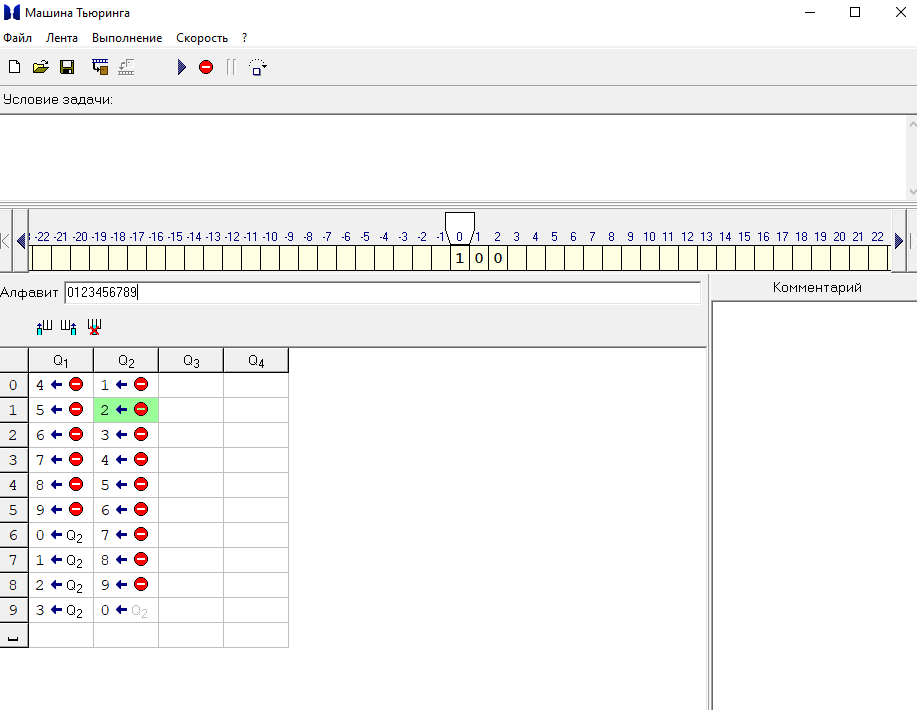 Машина Тьюринга
Файл Лента Выполнение Скорость ?
Условие задачи:
-22 -21 -20 -19 -18 -17 -16 -15 -14 -13 -12 -11 -10 -9 -8 -7 -6 -5 -4 -3 -2 -1 0 1 2 3 4 5 6 7 8 9 10 11 12 13 14 15 16 17 18 19 20 21 22
1 0 0
Алфавит 0123456789
Комментарий
Q1 Q2 Q3 Q4
0 4 ← 1 ←
1 5 ← 2 ←
2 6 ← 3 ←
3 7 ← 4 ←
4 8 ← 5 ←
5 9 ← 6 ←
6 0 ← Q2 7 ←
7 1 ← Q2 8 ←
8 2 ← Q2 9 ←
9 3 ← Q2 0 ← Q2